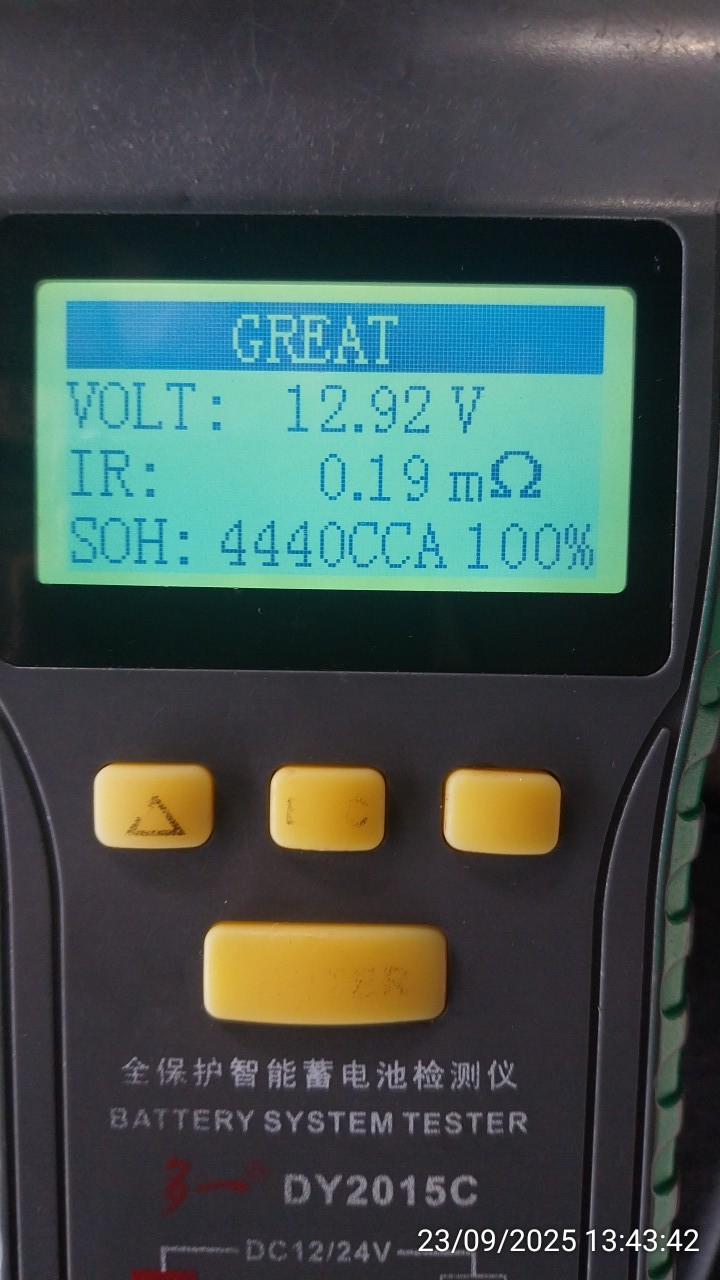 GREAT
VOLT: 12.92 V
IR: 0.19 mΩ
SOH: 4440CCA 100%
全保护智能蓄电池检测仪
BATTERY SYSTEM TESTER
DY2015C
DC12/24V
23/09/2025 13:43:42